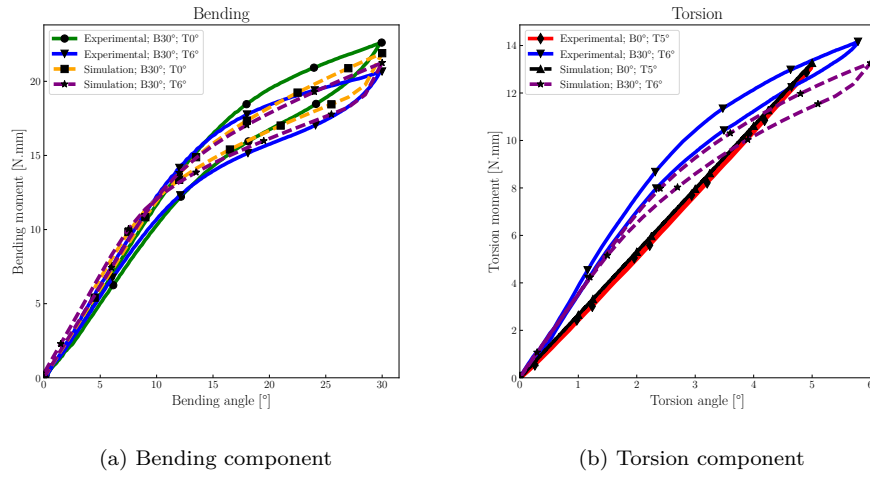 Bending
Experimental; B30°; T0°
Experimental; B30°; T6°
Simulation; B30°; T0°
Simulation; B30°; T6°
Bending moment [N.mm]
20
15
10
5
0
0 5 10 15 20 25 30
Bending angle [°]
(a) Bending component
Torsion
Experimental; B0°; T5°
Experimental; B30°; T6°
Simulation; B0°; T5°
Simulation; B30°; T6°
Torsion moment [N.mm]
14
12
10
8
6
4
2
0
0 1 2 3 4 5 6
Torsion angle [°]
(b) Torsion component